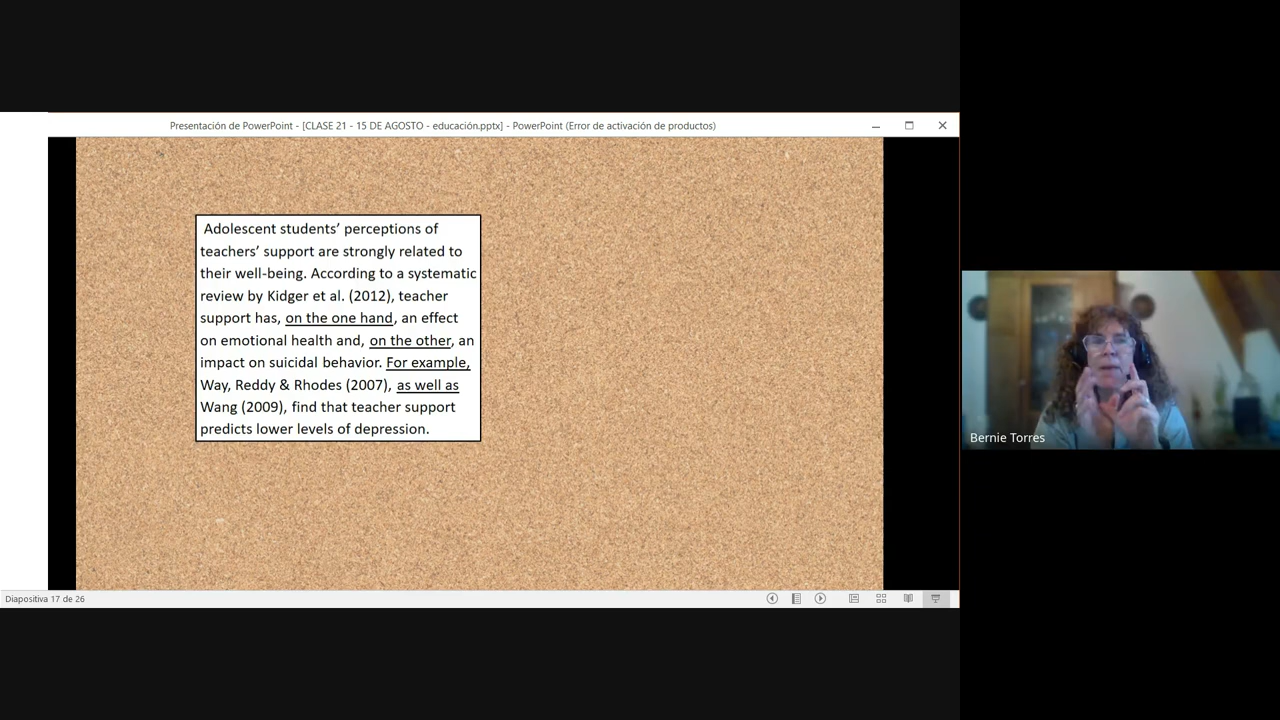 Presentación de PowerPoint - [CLASE 21 - 15 DE AGOSTO - educación.pptx] - PowerPoint (Error de activación de productos)
Adolescent students’ perceptions of
teachers’ support are strongly related to
their well-being. According to a systematic
review by Kidger et al. (2012), teacher
support has, on the one hand, an effect
on emotional health and, on the other, an
impact on suicidal behavior. For example,
Way, Reddy & Rhodes (2007), as well as
Wang (2009), find that teacher support
predicts lower levels of depression.
Bernie Torres
Diapositiva 17 de 26